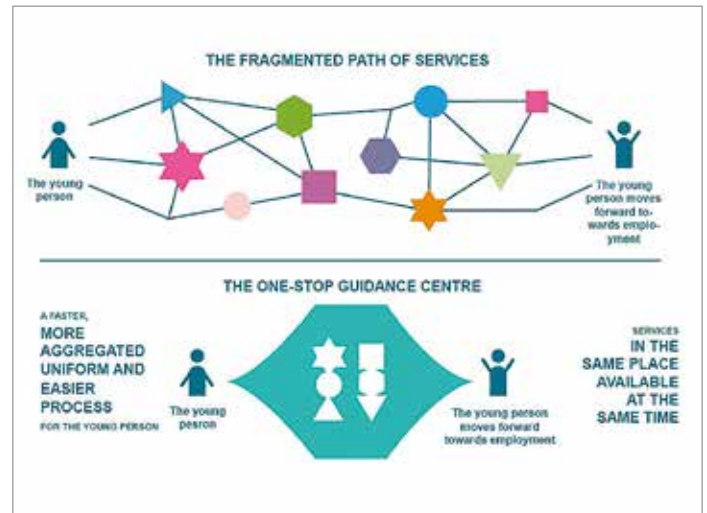 THE FRAGMENTED PATH OF SERVICES
The young
person
The young
person moves
forward to-
wards emplo-
yment
THE ONE-STOP GUIDANCE CENTRE
A FASTER,
MORE
AGGREGATED
UNIFORM AND
EASIER
PROCESS
FOR THE YOUNG PERSON
The young
pesron
The young person
moves forward
towards employment
SERVICES
IN THE
SAME PLACE
AVAILABLE
AT THE
SAME TIME